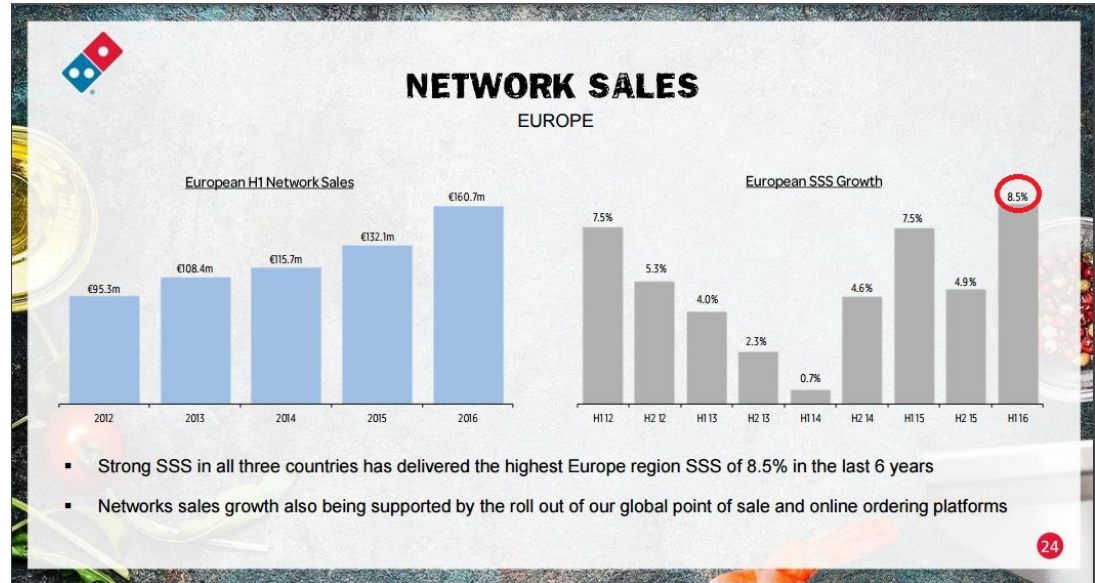 NETWORK SALES
EUROPE
European H1 Network Sales
€95.3m
€108.4m
€115.7m
€132.1m
€160.7m
2012
2013
2014
2015
2016
European SSS Growth
7.5%
5.3%
4.0%
2.3%
0.7%
4.6%
7.5%
4.9%
8.5%
H1 12
H2 12
H1 13
H2 13
H1 14
H2 14
H1 15
H2 15
H1 16
▪ Strong SSS in all three countries has delivered the highest Europe region SSS of 8.5% in the last 6 years
▪ Networks sales growth also being supported by the roll out of our global point of sale and online ordering platforms
24